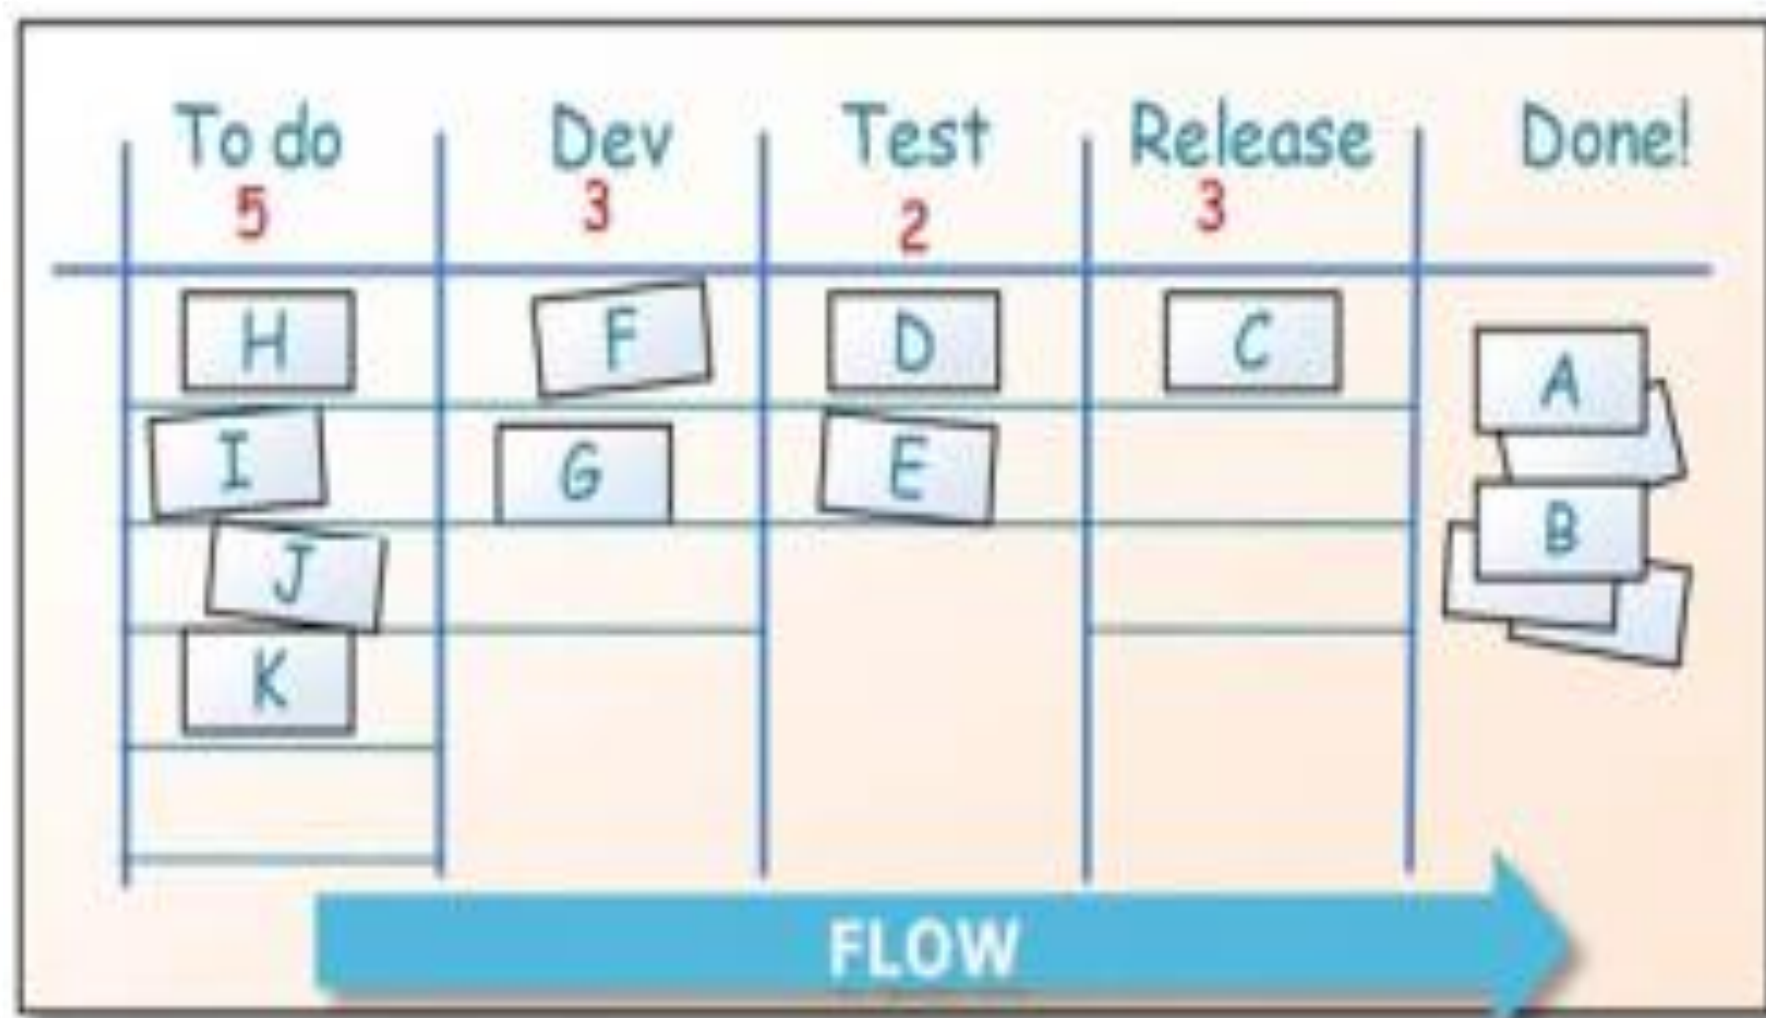 To do Dev Test Release Done!
5 3 2 3
H F D C
A
I G E
B
J
K
FLOW